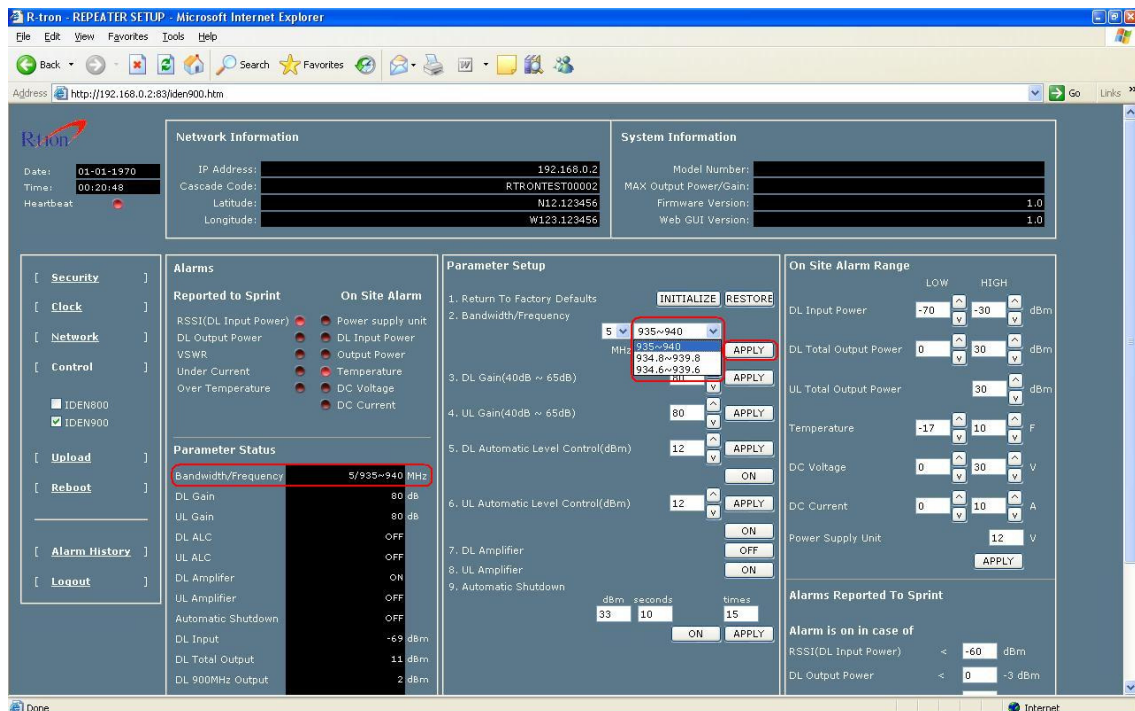 R-tron - REPEATER SETUP - Microsoft Internet Explorer
File Edit View Favorites Tools Help
Back Search Favorites
Address http://192.168.0.2:83/iden900.htm Go Links
R-tron
Date: 01-01-1970
Time: 00:20:48
Heartbeat
Network Information
IP Address: 192.168.0.2
Cascade Code: RTRONTEST00002
Latitude: N12.123456
Longitude: W123.123456
System Information
Model Number:
MAX Output Power/Gain:
Firmware Version: 1.0
Web GUI Version: 1.0
[ Security ]
[ Clock ]
[ Network ]
[ Control ]
IDEN800
IDEN900
[ Upload ]
[ Reboot ]
[ Alarm History ]
[ Logout ]
Alarms
Reported to Sprint On Site Alarm
RSSI(DL Input Power) Power supply unit
DL Output Power DL Input Power
VSWR Output Power
Under Current Temperature
Over Temperature DC Voltage
DC Current
Parameter Status
Bandwidth/Frequency 5/935~940 MHz
DL Gain 80 dB
UL Gain 80 dB
DL ALC OFF
UL ALC OFF
DL Amplifer ON
UL Amplifier OFF
Automatic Shutdown OFF
DL Input -69 dBm
DL Total Output 11 dBm
DL 900MHz Output 2 dBm
Parameter Setup
1. Return To Factory Defaults INITIALIZE RESTORE
2. Bandwidth/Frequency
5 935~940
MHz APPLY
935~940
934.8~939.8
934.6~939.6
3. DL Gain(40dB ~ 65dB) 80 APPLY
4. UL Gain(40dB ~ 65dB) 80 APPLY
5. DL Automatic Level Control(dBm) 12 APPLY
ON
6. UL Automatic Level Control(dBm) 12 APPLY
ON
7. DL Amplifier OFF
8. UL Amplifier ON
9. Automatic Shutdown
dBm seconds times
33 10 15
ON APPLY
On Site Alarm Range
LOW HIGH
DL Input Power -70 -30 dBm
DL Total Output Power 0 30 dBm
UL Total Output Power 30 dBm
Temperature -17 10 F
DC Voltage 0 30 V
DC Current 0 10 A
Power Supply Unit 12 V
APPLY
Alarms Reported To Sprint
Alarm is on in case of
RSSI(DL Input Power) < -60 dBm
DL Output Power < 0 -3 dBm
Done Internet